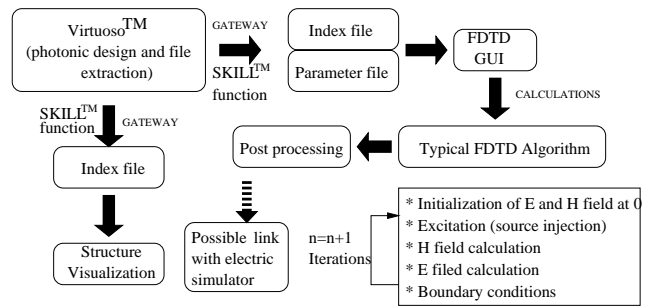 Virtuoso™
(photonic design and file
extraction)
GATEWAY
SKILL™
function
Index file
Parameter file
FDTD
GUI
CALCULATIONS
SKILL™
function
GATEWAY
Index file
Post processing
Typical FDTD Algorithm
Structure
Visualization
Possible link
with electric
simulator
n=n+1
Iterations
* Initialization of E and H field at 0
* Excitation (source injection)
* H field calculation
* E filed calculation
* Boundary conditions